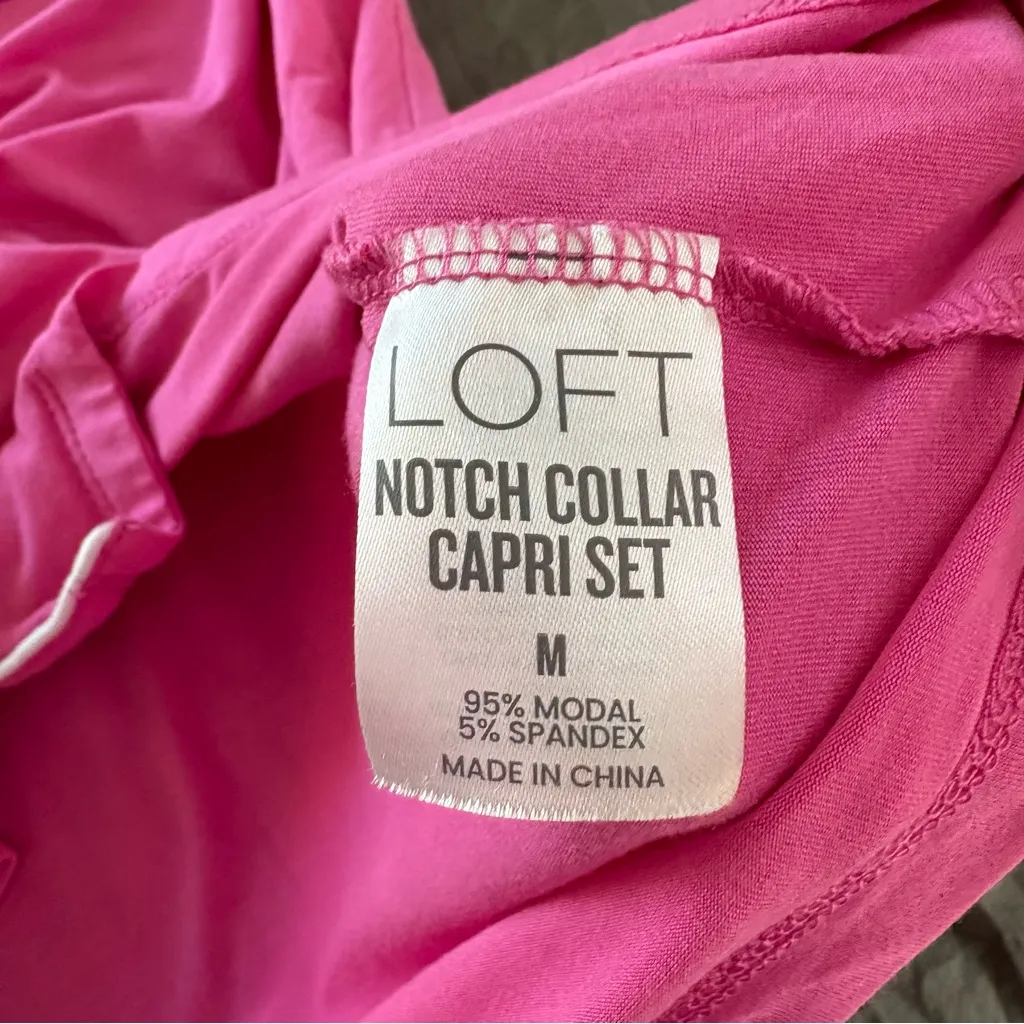 LOFT
NOTCH COLLAR
CAPRI SET
M
95% MODAL
5% SPANDEX
MADE IN CHINA